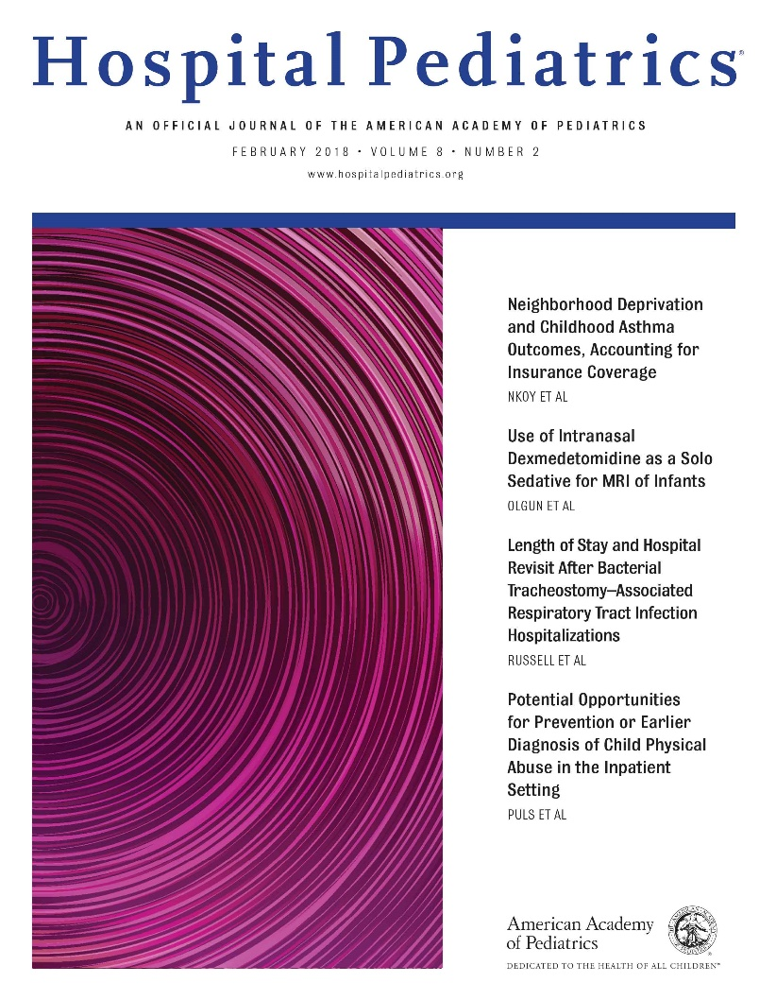 Hospital Pediatrics®
AN OFFICIAL JOURNAL OF THE AMERICAN ACADEMY OF PEDIATRICS
FEBRUARY 2018 • VOLUME 8 • NUMBER 2
www.hospitalpediatrics.org
Neighborhood Deprivation
and Childhood Asthma
Outcomes, Accounting for
Insurance Coverage
NKOY ET AL
Use of Intranasal
Dexmedetomidine as a Solo
Sedative for MRI of Infants
OLGUN ET AL
Length of Stay and Hospital
Revisit After Bacterial
Tracheostomy–Associated
Respiratory Tract Infection
Hospitalizations
RUSSELL ET AL
Potential Opportunities
for Prevention or Earlier
Diagnosis of Child Physical
Abuse in the Inpatient
Setting
PULS ET AL
American Academy
of Pediatrics
DEDICATED TO THE HEALTH OF ALL CHILDREN™